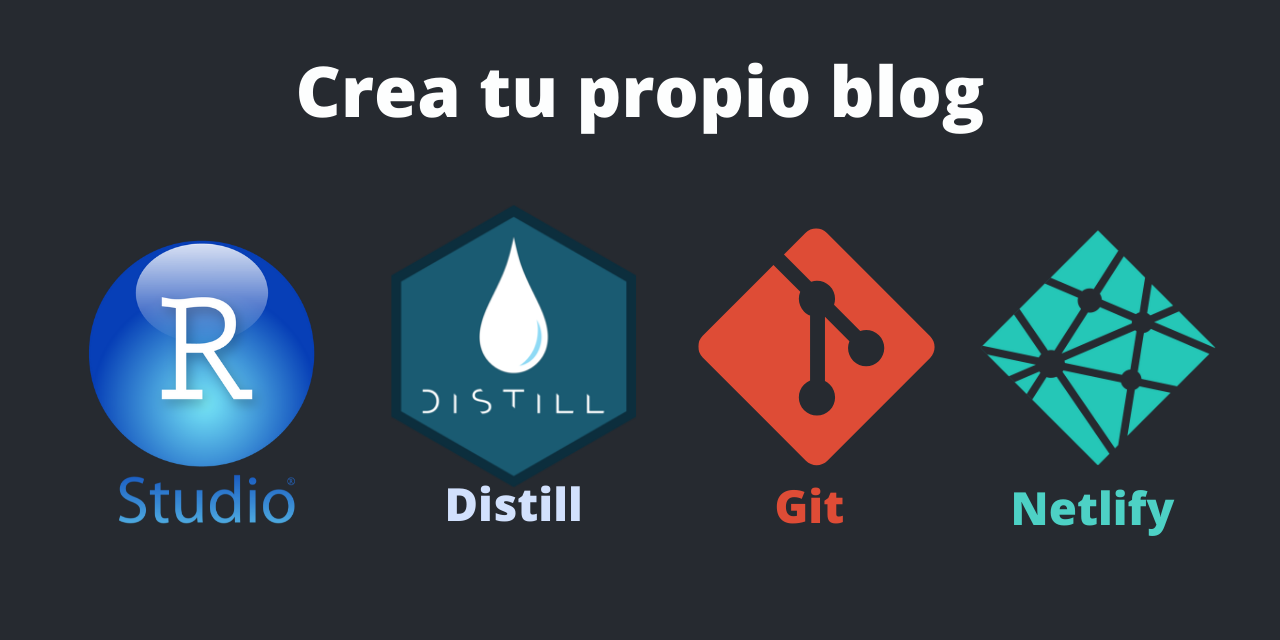 Crea tu propio blog
R
Studio®
DISTILL
Distill
Git
Netlify